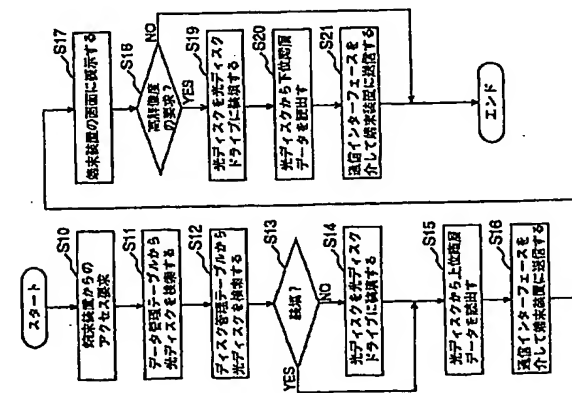 スタート
S10
端末装置からの
アクセス要求
S11
データ管理テーブルから
光ディスクを検索する
S12
ディスク管理テーブルから
光ディスクを検索する
S13
装填?
YES
NO
S14
光ディスクを光ディスク
ドライブに装填する
S15
光ディスクから上位階層
データを読出す
S16
送信インターフェースを
介して端末装置に送信する
S17
端末装置の画面に表示する
S18
高解像度
の要求?
NO
YES
S19
光ディスクを光ディスク
ドライブに装填する
S20
光ディスクから下位階層
データを読出す
S21
送信インターフェースを
介して端末装置に送信する
エンド